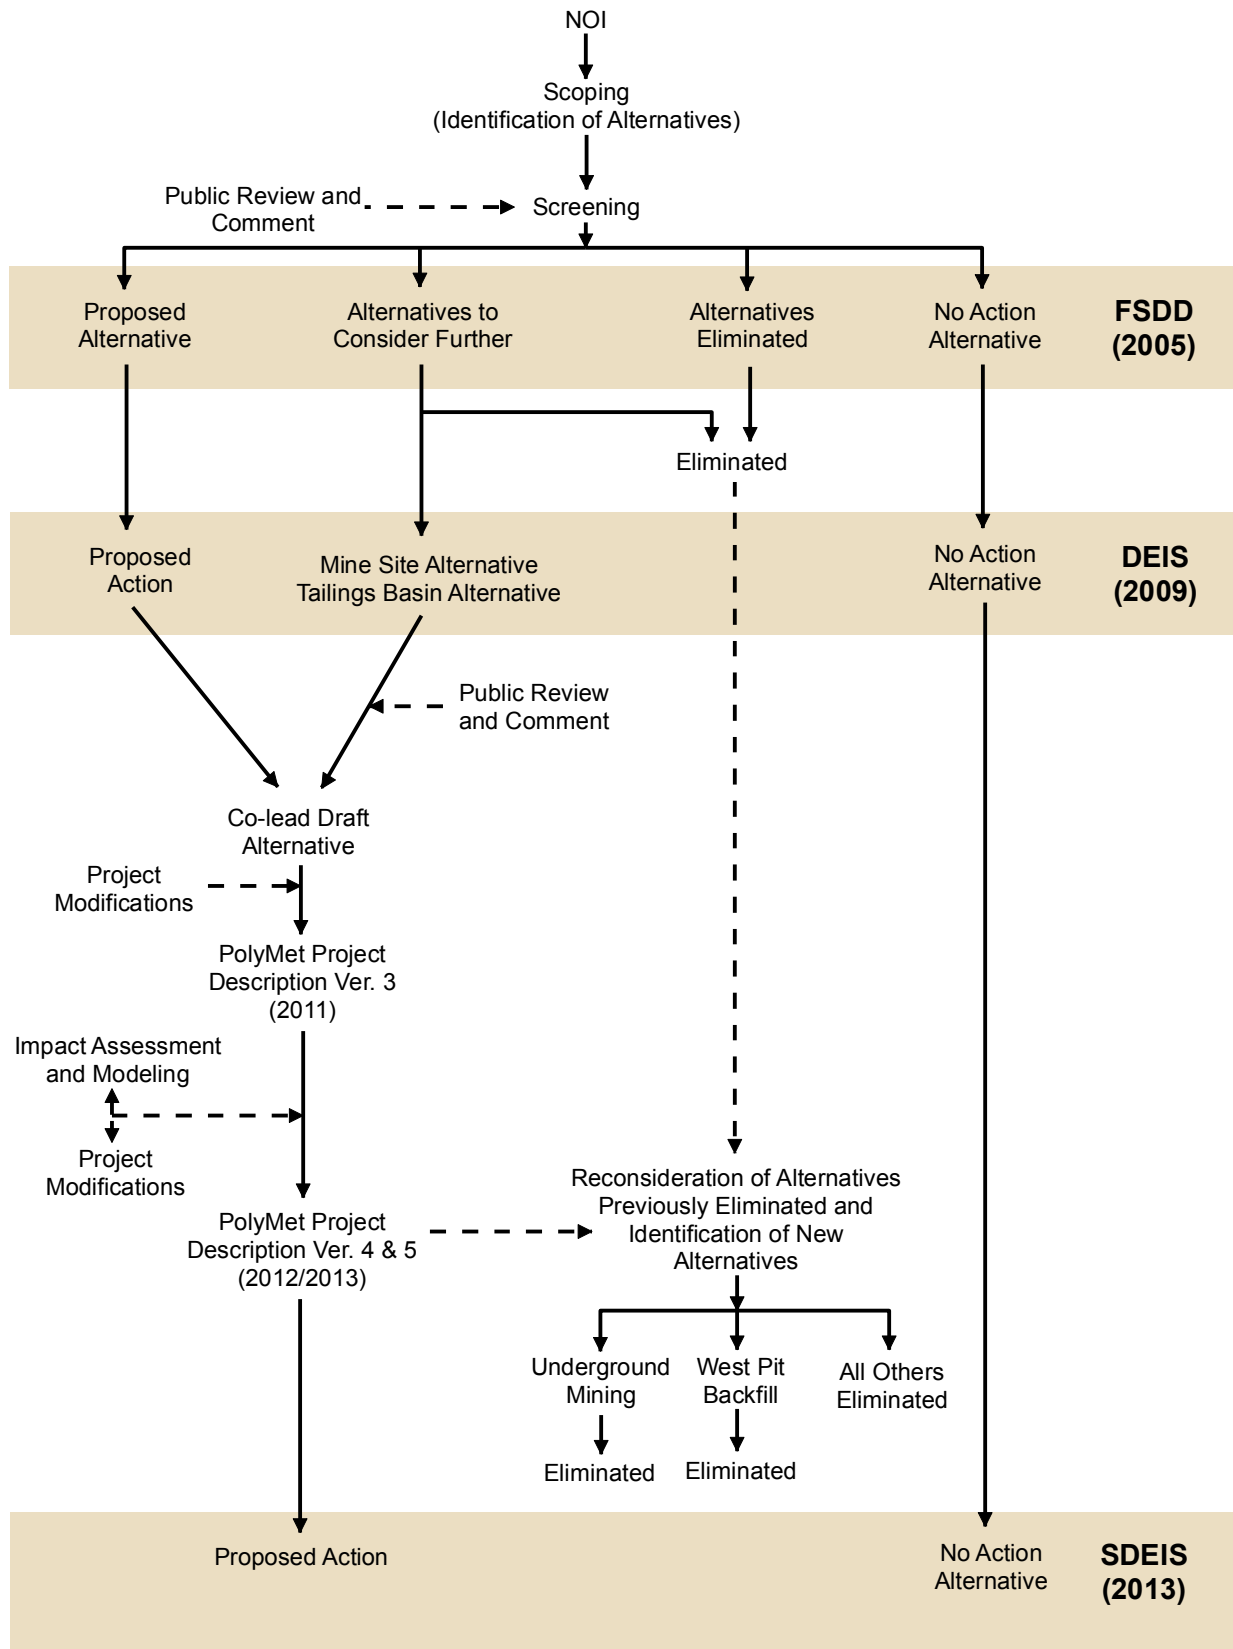 NOI
Scoping
(Identification of Alternatives)
Public Review and
Comment
Screening
Proposed
Alternative
Alternatives to
Consider Further
Alternatives
Eliminated
No Action
Alternative
FSDD
(2005)
Eliminated
Proposed
Action
Mine Site Alternative
Tailings Basin Alternative
No Action
Alternative
DEIS
(2009)
Public Review
and Comment
Co-lead Draft
Alternative
Project
Modifications
PolyMet Project
Description Ver. 3
(2011)
Impact Assessment
and Modeling
Project
Modifications
PolyMet Project
Description Ver. 4 & 5
(2012/2013)
Reconsideration of Alternatives
Previously Eliminated and
Identification of New
Alternatives
Underground
Mining
West Pit
Backfill
All Others
Eliminated
Eliminated
Eliminated
Proposed Action
No Action
Alternative
SDEIS
(2013)